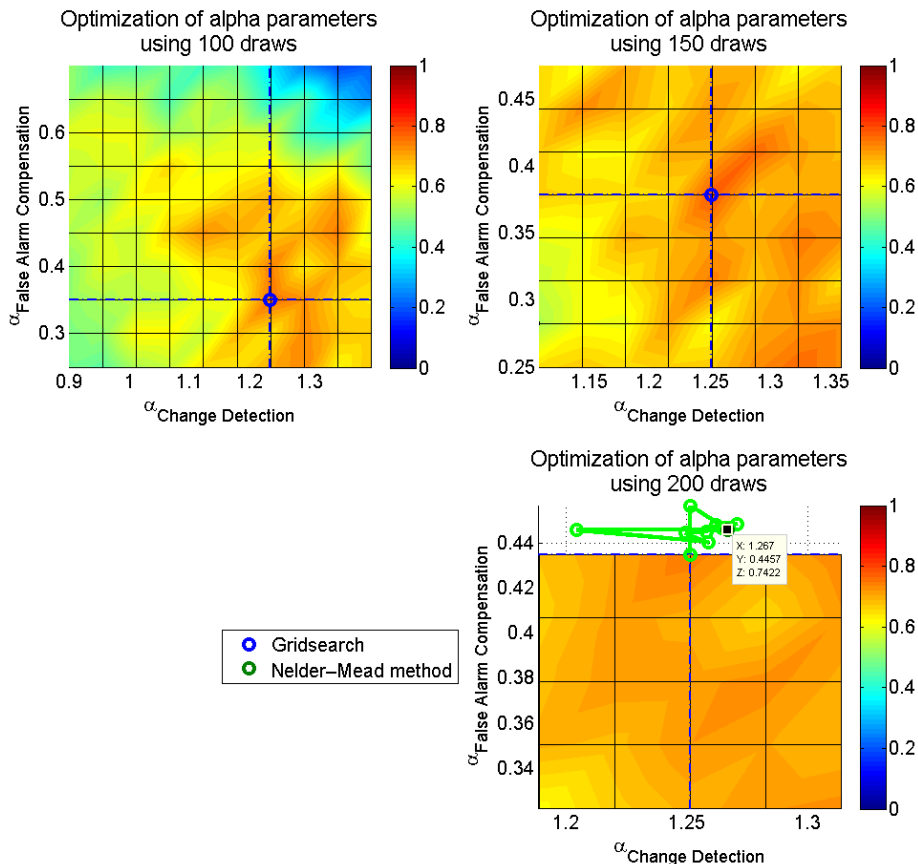 Optimization of alpha parameters
using 100 draws
α False Alarm Compensation
0.6
0.5
0.4
0.3
0.9
1
1.1
1.2
1.3
α Change Detection
1
0.8
0.6
0.4
0.2
0
Optimization of alpha parameters
using 150 draws
α False Alarm Compensation
0.45
0.4
0.35
0.3
0.25
1.15
1.2
1.25
1.3
1.35
α Change Detection
1
0.8
0.6
0.4
0.2
0
Optimization of alpha parameters
using 200 draws
α False Alarm Compensation
0.44
0.42
0.4
0.38
0.36
0.34
1.2
1.25
1.3
α Change Detection
X: 1.267
Y: 0.4457
Z: 0.7422
1
0.8
0.6
0.4
0.2
0
Gridsearch
Nelder–Mead method